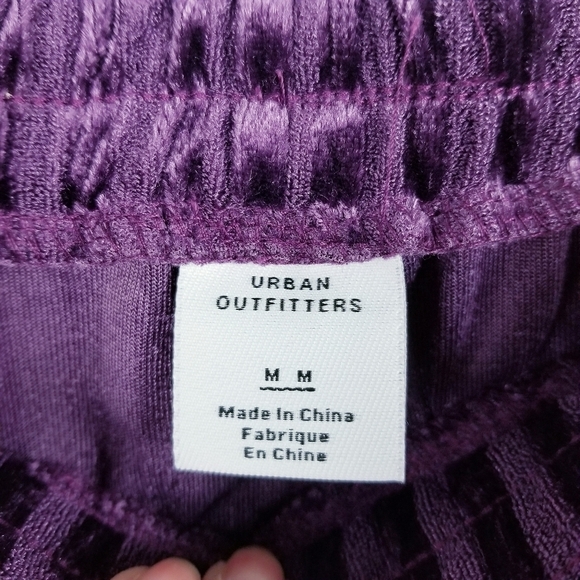 URBAN
OUTFITTERS
M M
Made In China
Fabrique
En Chine